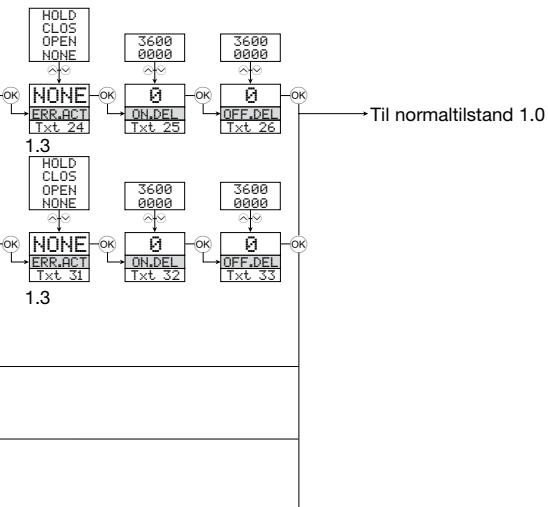 HOLD
CLOS
OPEN
NONE
3600
0000
3600
0000
OK NONE OK 0 OK 0 OK
ERR.ACT ON.DEL OFF.DEL
Txt 24 Txt 25 Txt 26
Til normaltilstand 1.0
1.3
HOLD
CLOS
OPEN
NONE
3600
0000
3600
0000
OK NONE OK 0 OK 0 OK
ERR.ACT ON.DEL OFF.DEL
Txt 31 Txt 32 Txt 33
1.3